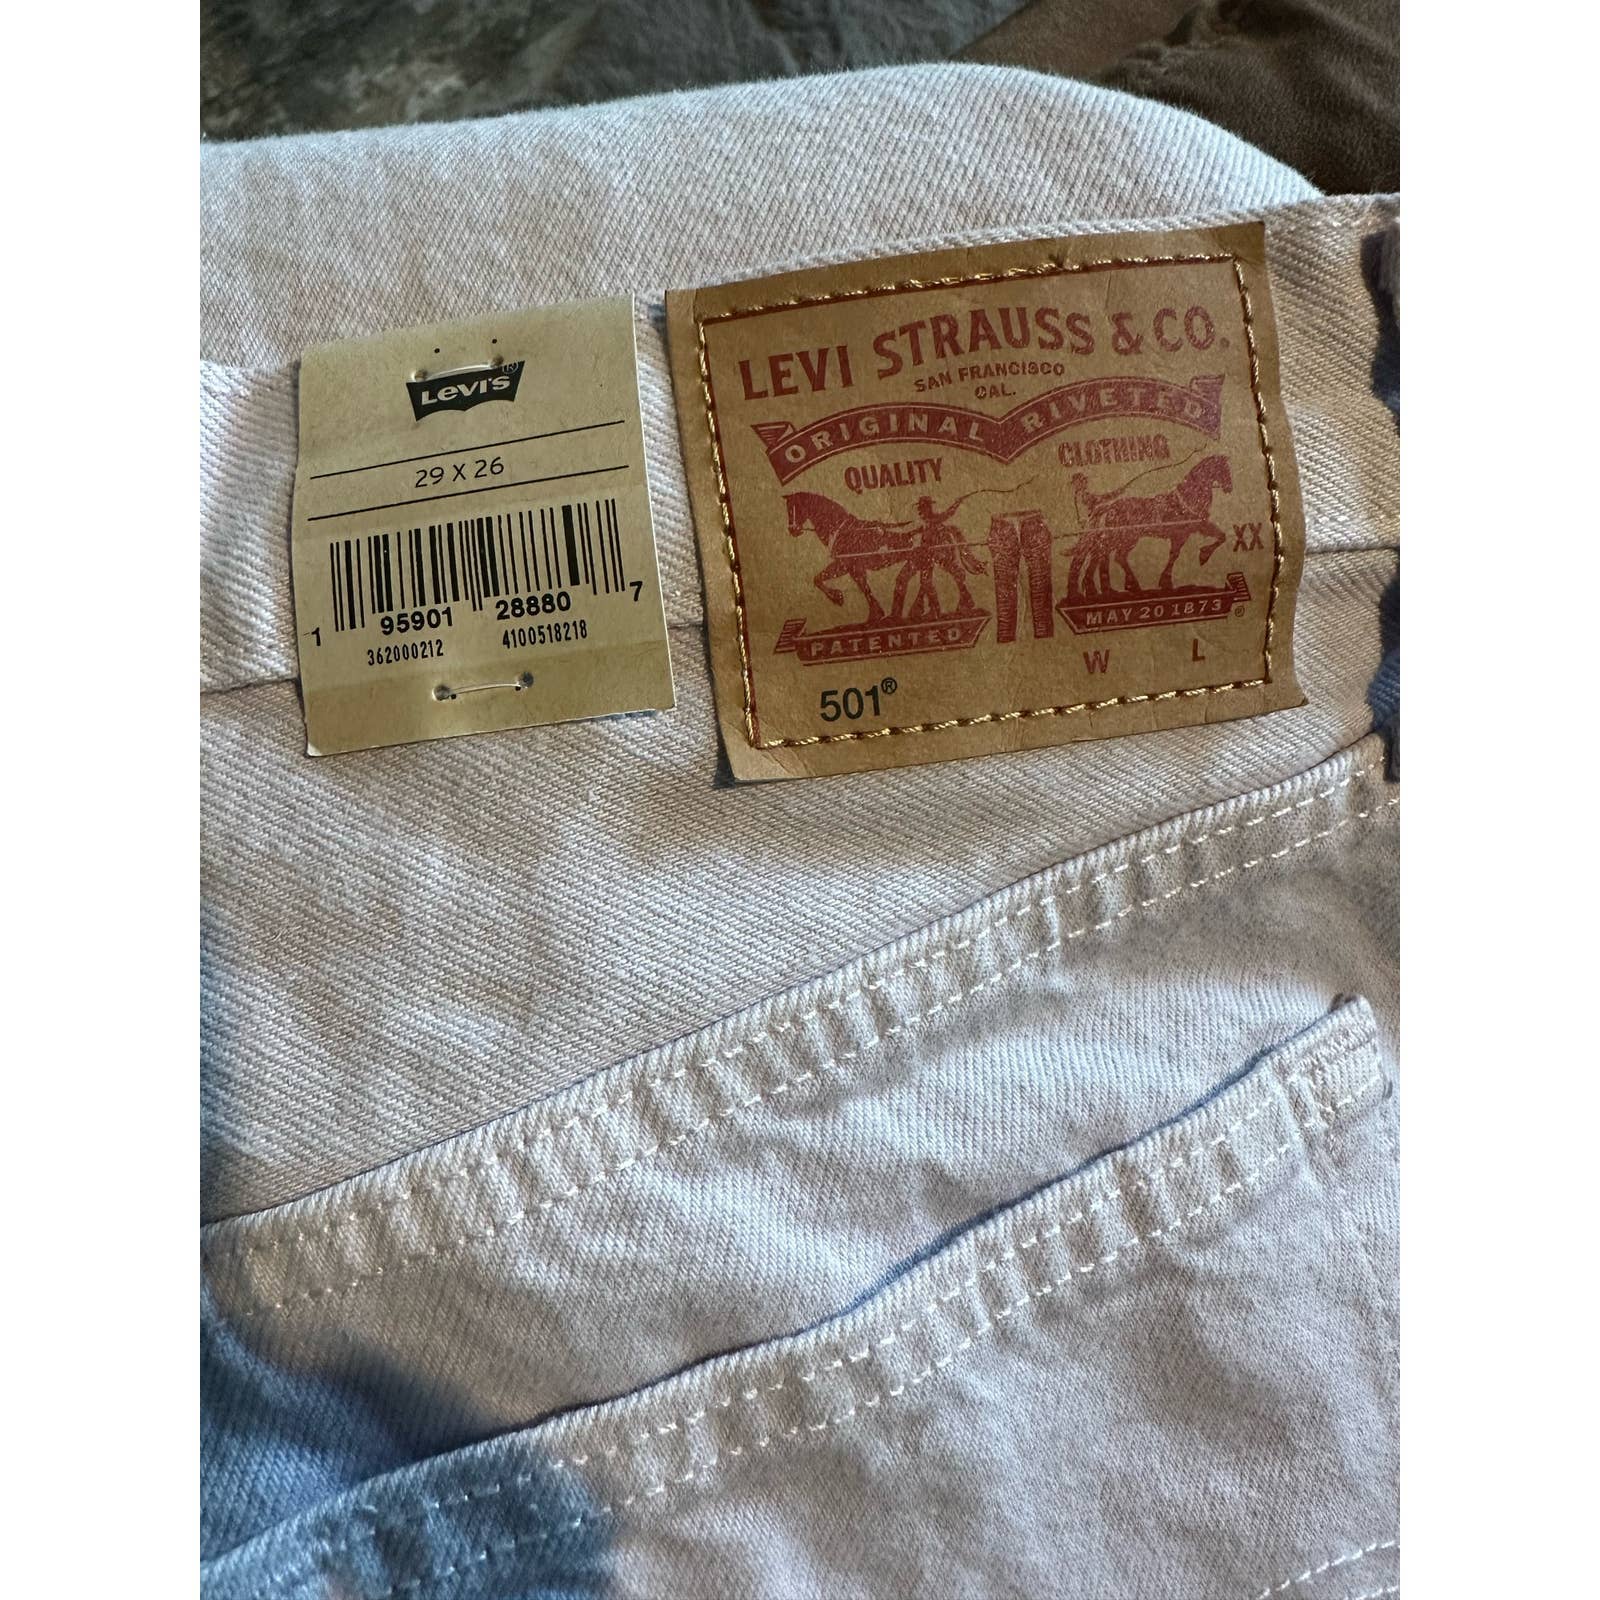 Levi's®
29 X 26
1 95901 28880 7
362000212 4100518218
LEVI STRAUSS & CO.
SAN FRANCISCO
CAL.
ORIGINAL RIVETED
QUALITY CLOTHING
XX
PATENTED MAY 20 1873 ®
W L
501®